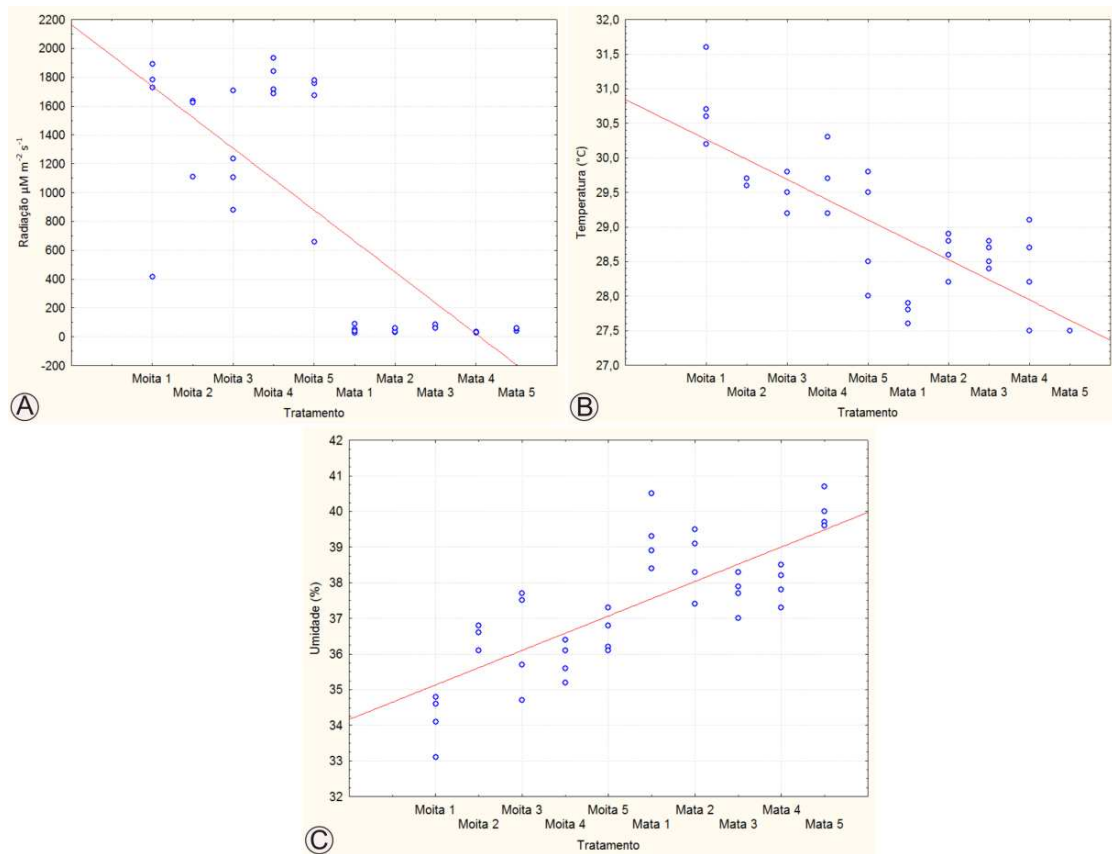 Radiação µM m⁻² s⁻¹
2200
2000
1800
1600
1400
1200
1000
800
600
400
200
0
-200
Moita 1
Moita 2
Moita 3
Moita 4
Moita 5
Mata 1
Mata 2
Mata 3
Mata 4
Mata 5
Tratamento
A
Temperatura (°C)
31,5
31,0
30,5
30,0
29,5
29,0
28,5
28,0
27,5
27,0
Moita 1
Moita 2
Moita 3
Moita 4
Moita 5
Mata 1
Mata 2
Mata 3
Mata 4
Mata 5
Tratamento
B
Umidade (%)
42
41
40
39
38
37
36
35
34
33
32
Moita 1
Moita 2
Moita 3
Moita 4
Moita 5
Mata 1
Mata 2
Mata 3
Mata 4
Mata 5
Tratamento
C